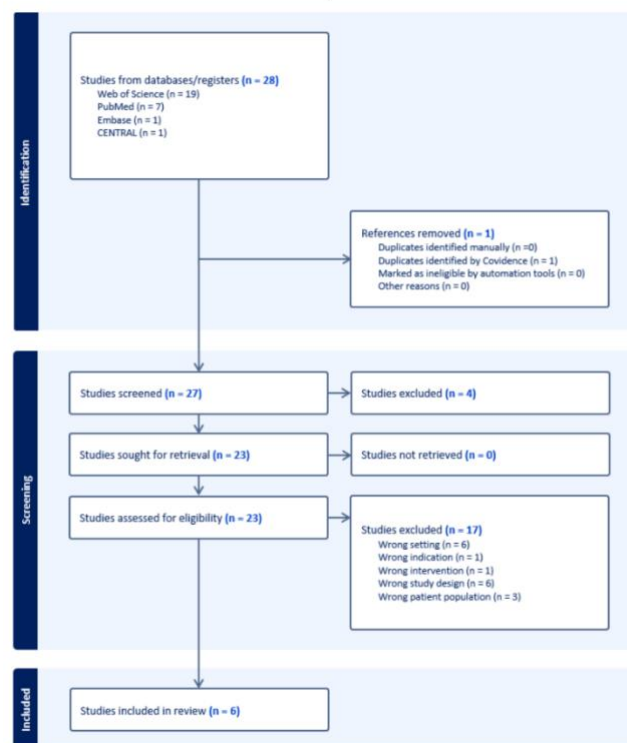 Identification
Studies from databases/registers (n = 28)
Web of Science (n = 19)
PubMed (n = 7)
Embase (n = 1)
CENTRAL (n = 1)
References removed (n = 1)
Duplicates identified manually (n =0)
Duplicates identified by Covidence (n = 1)
Marked as ineligible by automation tools (n = 0)
Other reasons (n = 0)
Screening
Studies screened (n = 27)
Studies excluded (n = 4)
Studies sought for retrieval (n = 23)
Studies not retrieved (n = 0)
Studies assessed for eligibility (n = 23)
Studies excluded (n = 17)
Wrong setting (n = 6)
Wrong indication (n = 1)
Wrong intervention (n = 1)
Wrong study design (n = 6)
Wrong patient population (n = 3)
Included
Studies included in review (n = 6)